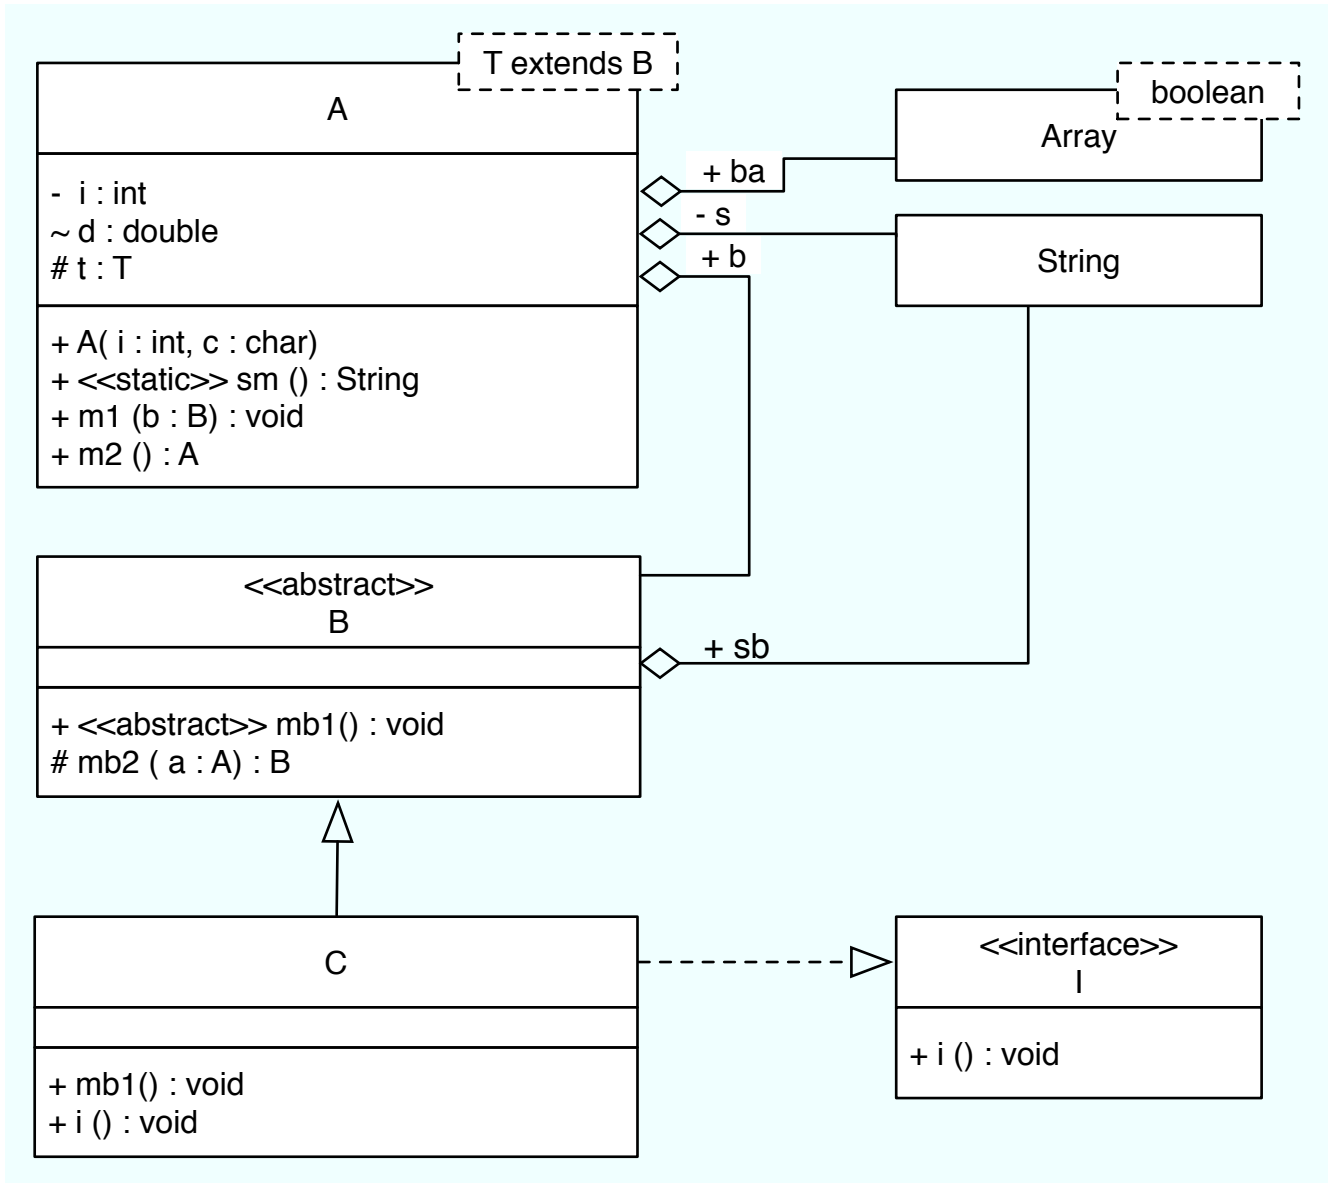 T extends B
A
- i : int
~ d : double
# t : T
+ A( i : int, c : char)
+ <<static>> sm () : String
+ m1 (b : B) : void
+ m2 () : A
+ ba
- s
+ b
boolean
Array
String
<<abstract>>
B
+ <<abstract>> mb1() : void
# mb2 ( a : A) : B
+ sb
C
+ mb1() : void
+ i () : void
<<interface>>
I
+ i () : void